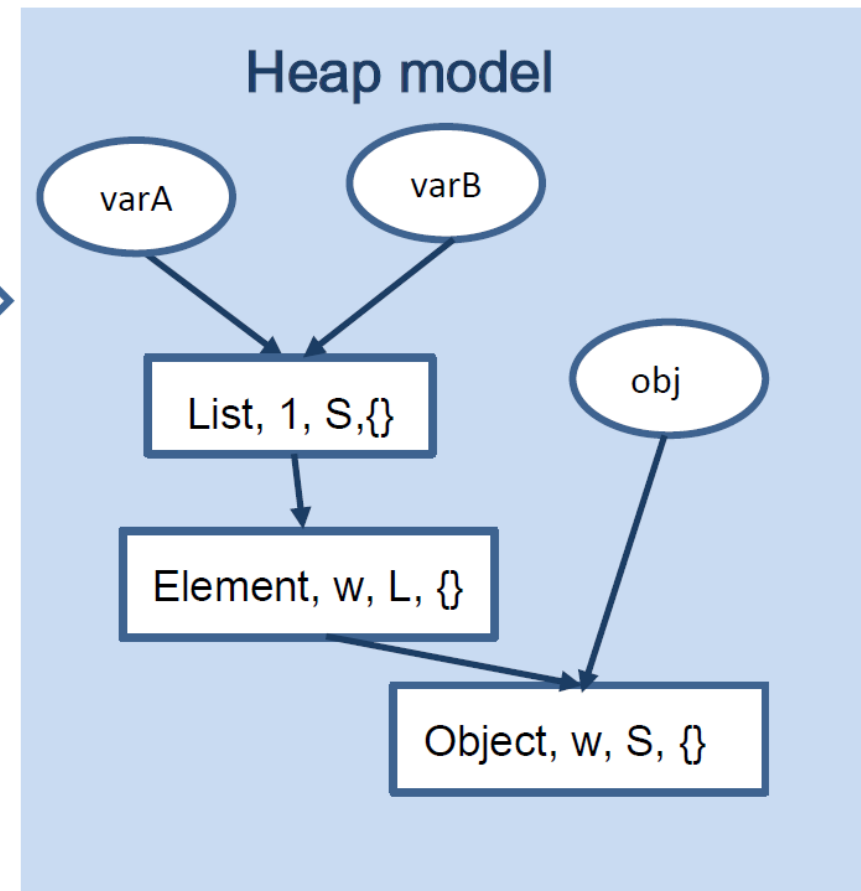 Heap model
varA
varB
obj
List, 1, S,{}
Element, w, L, {}
Object, w, S, {}